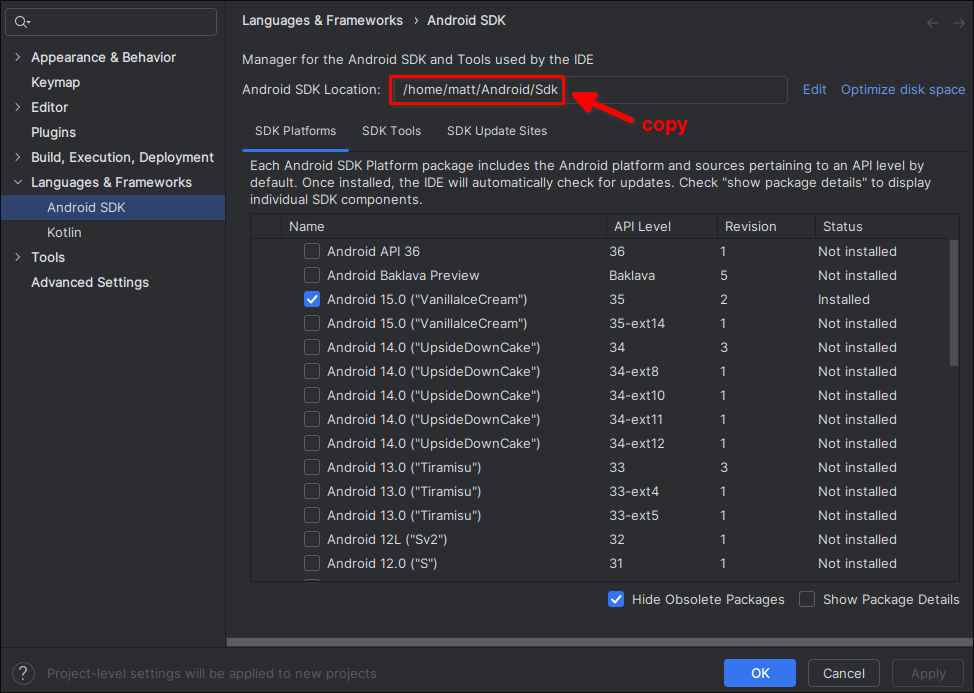 Languages & Frameworks › Android SDK
Appearance & Behavior
Keymap
Editor
Plugins
Build, Execution, Deployment
Languages & Frameworks
Android SDK
Kotlin
Tools
Advanced Settings
Manager for the Android SDK and Tools used by the IDE
Android SDK Location: /home/matt/Android/Sdk Edit Optimize disk space
copy
SDK Platforms SDK Tools SDK Update Sites
Each Android SDK Platform package includes the Android platform and sources pertaining to an API level by
default. Once installed, the IDE will automatically check for updates. Check "show package details" to display
individual SDK components.
Name API Level Revision Status
Android API 36 36 1 Not installed
Android Baklava Preview Baklava 5 Not installed
Android 15.0 ("VanillaIceCream") 35 2 Installed
Android 15.0 ("VanillaIceCream") 35-ext14 1 Not installed
Android 14.0 ("UpsideDownCake") 34 3 Not installed
Android 14.0 ("UpsideDownCake") 34-ext8 1 Not installed
Android 14.0 ("UpsideDownCake") 34-ext10 1 Not installed
Android 14.0 ("UpsideDownCake") 34-ext11 1 Not installed
Android 14.0 ("UpsideDownCake") 34-ext12 1 Not installed
Android 13.0 ("Tiramisu") 33 3 Not installed
Android 13.0 ("Tiramisu") 33-ext4 1 Not installed
Android 13.0 ("Tiramisu") 33-ext5 1 Not installed
Android 12L ("Sv2") 32 1 Not installed
Android 12.0 ("S") 31 1 Not installed
Hide Obsolete Packages Show Package Details
? Project-level settings will be applied to new projects
OK Cancel Apply